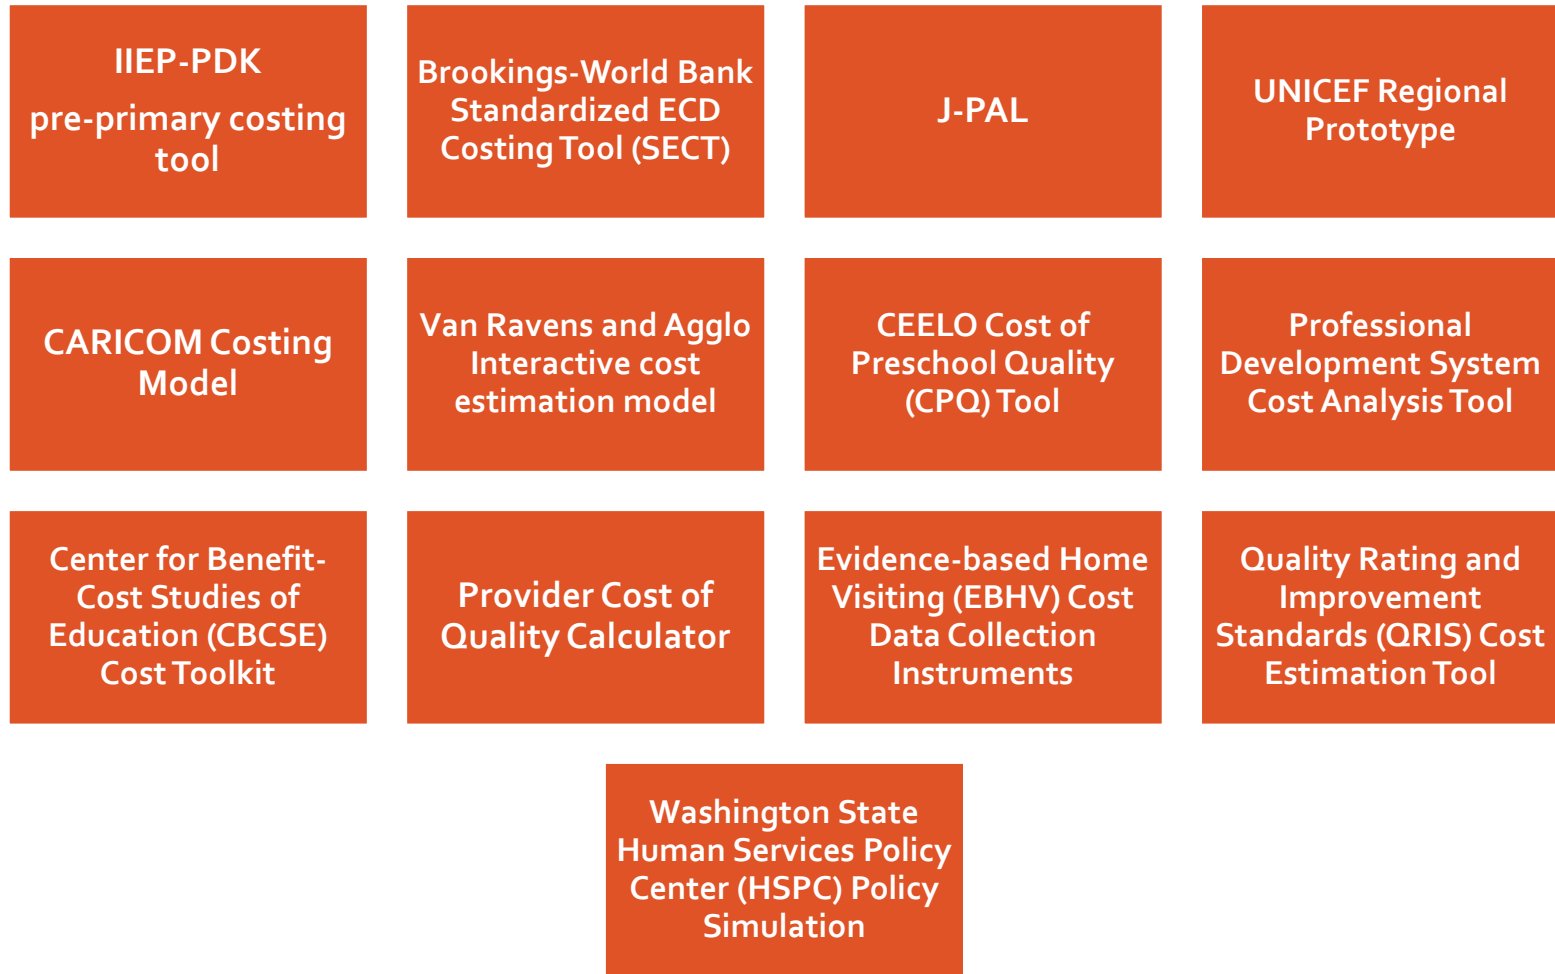 IIEP-PDK
pre-primary costing
tool
Brookings-World Bank
Standardized ECD
Costing Tool (SECT)
J-PAL
UNICEF Regional
Prototype
CARICOM Costing
Model
Van Ravens and Agglo
Interactive cost
estimation model
CEELO Cost of
Preschool Quality
(CPQ) Tool
Professional
Development System
Cost Analysis Tool
Center for Benefit-
Cost Studies of
Education (CBCSE)
Cost Toolkit
Provider Cost of
Quality Calculator
Evidence-based Home
Visiting (EBHV) Cost
Data Collection
Instruments
Quality Rating and
Improvement
Standards (QRIS) Cost
Estimation Tool
Washington State
Human Services Policy
Center (HSPC) Policy
Simulation